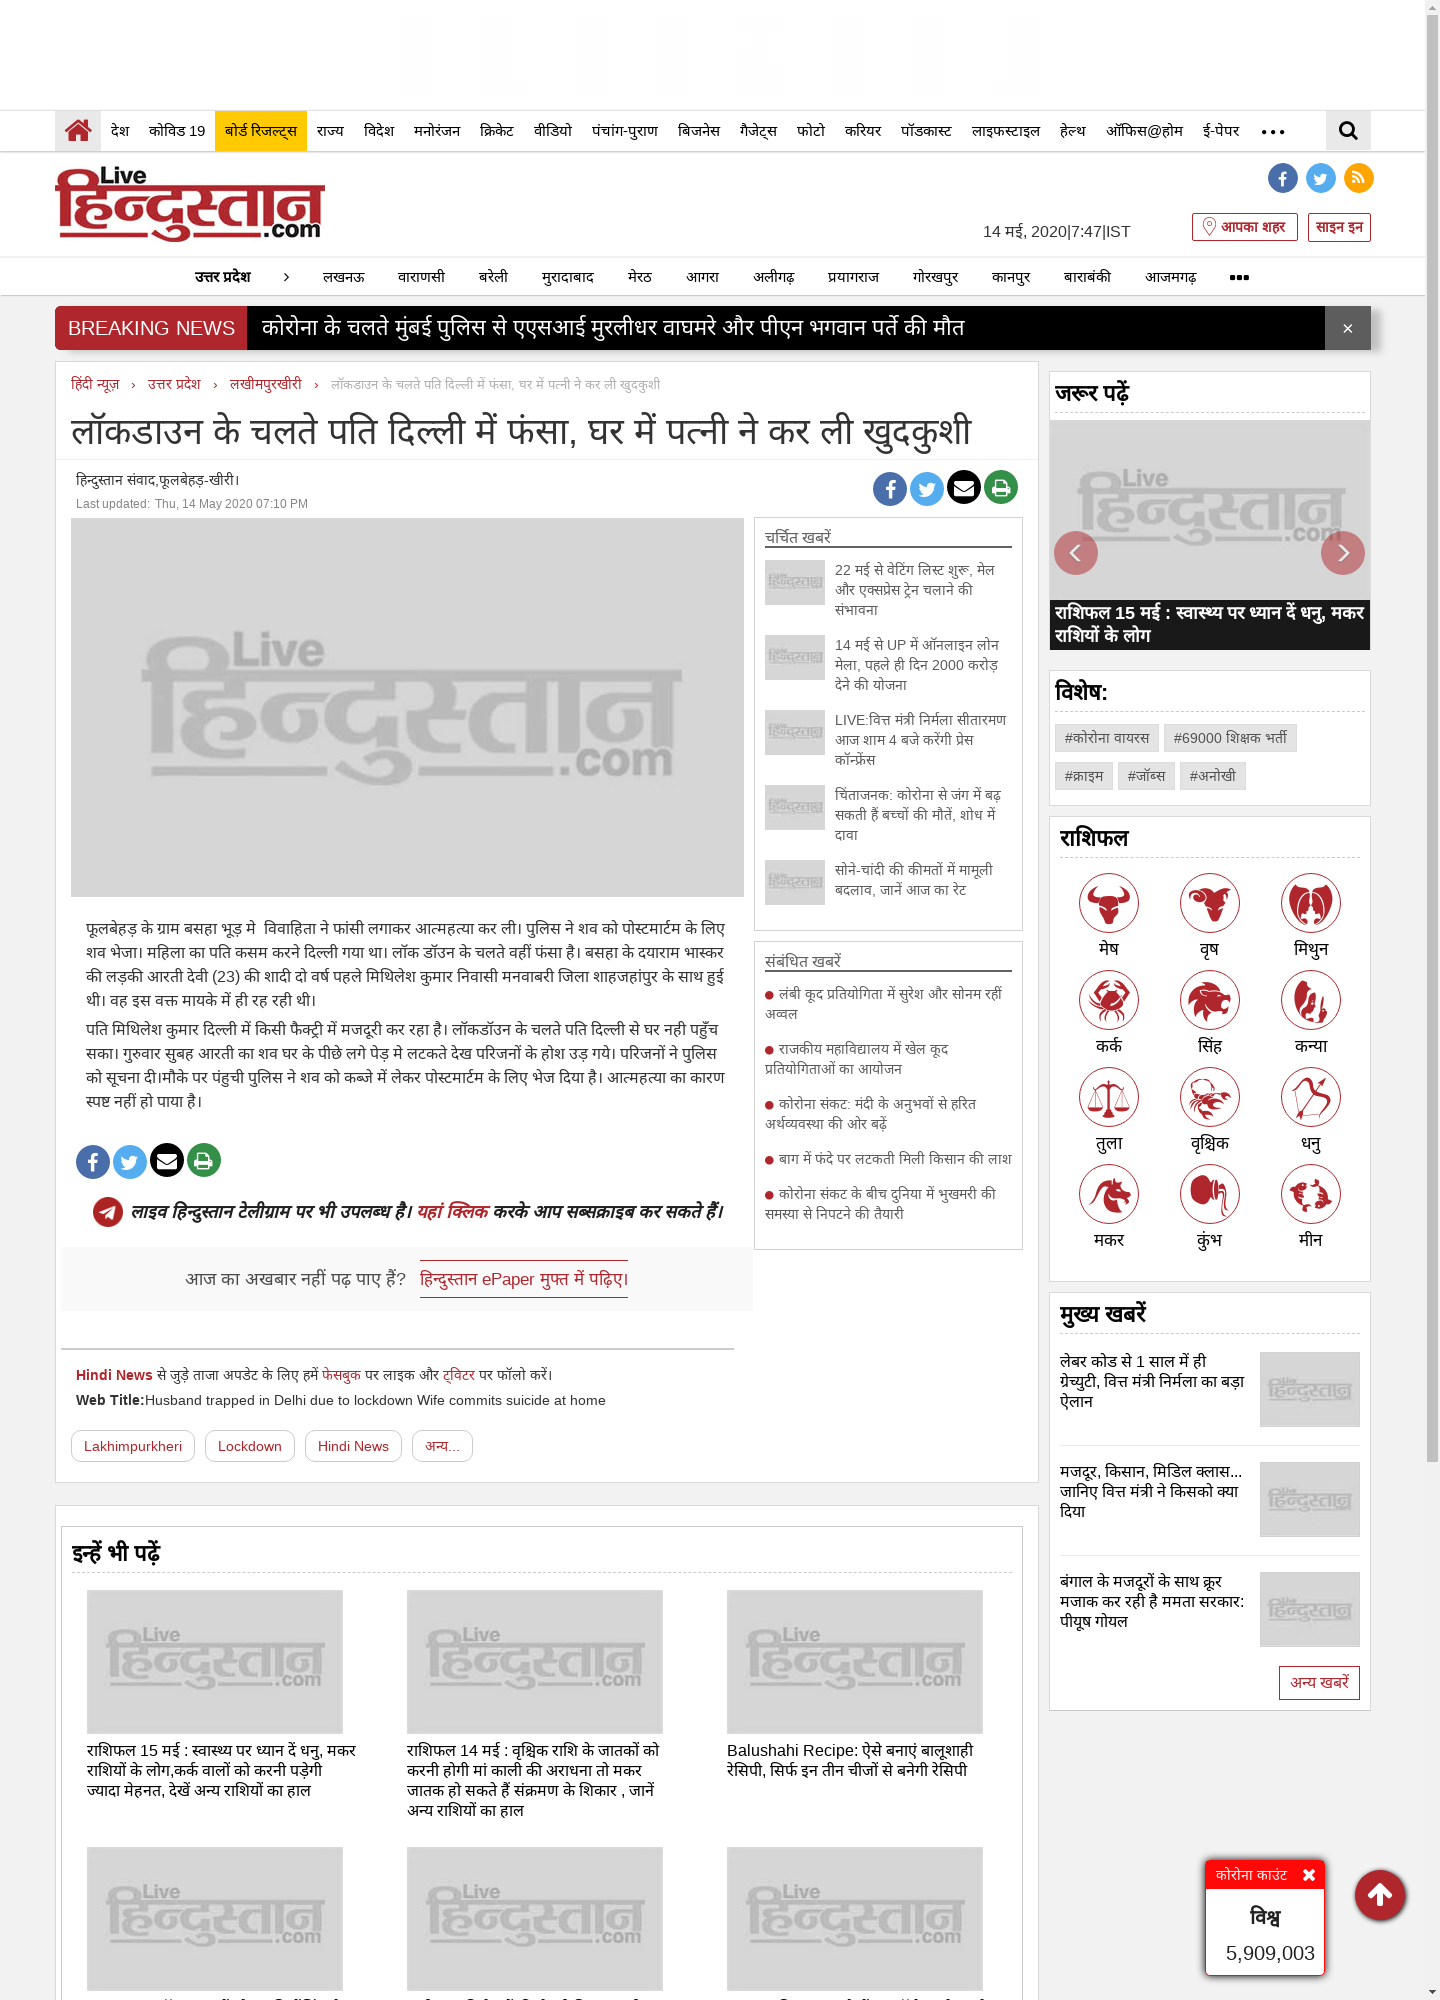 देश कोविड 19 बोर्ड रिजल्ट्स राज्य विदेश मनोरंजन क्रिकेट वीडियो पंचांग-पुराण बिजनेस गैजेट्स फोटो करियर पॉडकास्ट लाइफस्टाइल हेल्थ ऑफिस@होम ई-पेपर
Live
हिन्दुस्तान
.com
14 मई, 2020|7:47|IST
आपका शहर साइन इन
उत्तर प्रदेश › लखनऊ वाराणसी बरेली मुरादाबाद मेरठ आगरा अलीगढ़ प्रयागराज गोरखपुर कानपुर बाराबंकी आजमगढ़
BREAKING NEWS कोरोना के चलते मुंबई पुलिस से एएसआई मुरलीधर वाघमरे और पीएन भगवान पर्ते की मौत ×
हिंदी न्यूज़ › उत्तर प्रदेश › लखीमपुरखीरी › लॉकडाउन के चलते पति दिल्ली में फंसा, घर में पत्नी ने कर ली खुदकुशी
लॉकडाउन के चलते पति दिल्ली में फंसा, घर में पत्नी ने कर ली खुदकुशी
हिन्दुस्तान संवाद,फूलबेहड़-खीरी।
Last updated: Thu, 14 May 2020 07:10 PM
Live
हिन्दुस्तान
.com
फूलबेहड़ के ग्राम बसहा भूड़ मे विवाहिता ने फांसी लगाकर आत्महत्या कर ली। पुलिस ने शव को पोस्टमार्टम के लिए
शव भेजा। महिला का पति कसम करने दिल्ली गया था। लॉक डॉउन के चलते वहीं फंसा है। बसहा के दयाराम भास्कर
की लड़की आरती देवी (23) की शादी दो वर्ष पहले मिथिलेश कुमार निवासी मनवाबरी जिला शाहजहांपुर के साथ हुई
थी। वह इस वक्त मायके में ही रह रही थी।
पति मिथिलेश कुमार दिल्ली में किसी फैक्ट्री में मजदूरी कर रहा है। लॉकडॉउन के चलते पति दिल्ली से घर नही पहुँच
सका। गुरुवार सुबह आरती का शव घर के पीछे लगे पेड़ मे लटकते देख परिजनों के होश उड़ गये। परिजनों ने पुलिस
को सूचना दी।मौके पर पंहुची पुलिस ने शव को कब्जे में लेकर पोस्टमार्टम के लिए भेज दिया है। आत्महत्या का कारण
स्पष्ट नहीं हो पाया है।
लाइव हिन्दुस्तान टेलीग्राम पर भी उपलब्ध है। यहां क्लिक करके आप सब्सक्राइब कर सकते हैं।
आज का अखबार नहीं पढ़ पाए हैं? हिन्दुस्तान ePaper मुफ्त में पढ़िए।
Hindi News से जुड़े ताजा अपडेट के लिए हमें फेसबुक पर लाइक और ट्विटर पर फॉलो करें।
Web Title:Husband trapped in Delhi due to lockdown Wife commits suicide at home
Lakhimpurkheri Lockdown Hindi News अन्य...
चर्चित खबरें
22 मई से वेटिंग लिस्ट शुरू, मेल
और एक्सप्रेस ट्रेन चलाने की
संभावना
14 मई से UP में ऑनलाइन लोन
मेला, पहले ही दिन 2000 करोड़
देने की योजना
LIVE:वित्त मंत्री निर्मला सीतारमण
आज शाम 4 बजे करेंगी प्रेस
कॉन्फ्रेंस
चिंताजनक: कोरोना से जंग में बढ़
सकती हैं बच्चों की मौतें, शोध में
दावा
सोने-चांदी की कीमतों में मामूली
बदलाव, जानें आज का रेट
संबंधित खबरें
लंबी कूद प्रतियोगिता में सुरेश और सोनम रहीं
अव्वल
राजकीय महाविद्यालय में खेल कूद
प्रतियोगिताओं का आयोजन
कोरोना संकट: मंदी के अनुभवों से हरित
अर्थव्यवस्था की ओर बढ़ें
बाग में फंदे पर लटकती मिली किसान की लाश
कोरोना संकट के बीच दुनिया में भुखमरी की
समस्या से निपटने की तैयारी
जरूर पढ़ें
Live
हिन्दुस्तान
.com
राशिफल 15 मई : स्वास्थ्य पर ध्यान दें धनु, मकर
राशियों के लोग
विशेष:
#कोरोना वायरस #69000 शिक्षक भर्ती
#क्राइम #जॉब्स #अनोखी
राशिफल
मेष वृष मिथुन
कर्क सिंह कन्या
तुला वृश्चिक धनु
मकर कुंभ मीन
मुख्य खबरें
लेबर कोड से 1 साल में ही
ग्रेच्युटी, वित्त मंत्री निर्मला का बड़ा
ऐलान
मजदूर, किसान, मिडिल क्लास...
जानिए वित्त मंत्री ने किसको क्या
दिया
बंगाल के मजदूरों के साथ क्रूर
मजाक कर रही है ममता सरकार:
पीयूष गोयल
अन्य खबरें
इन्हें भी पढ़ें
राशिफल 15 मई : स्वास्थ्य पर ध्यान दें धनु, मकर
राशियों के लोग,कर्क वालों को करनी पड़ेगी
ज्यादा मेहनत, देखें अन्य राशियों का हाल
राशिफल 14 मई : वृश्चिक राशि के जातकों को
करनी होगी मां काली की अराधना तो मकर
जातक हो सकते हैं संक्रमण के शिकार , जानें
अन्य राशियों का हाल
Balushahi Recipe: ऐसे बनाएं बालूशाही
रेसिपी, सिर्फ इन तीन चीजों से बनेगी रेसिपी
कोरोना काउंट
विश्व
5,909,003